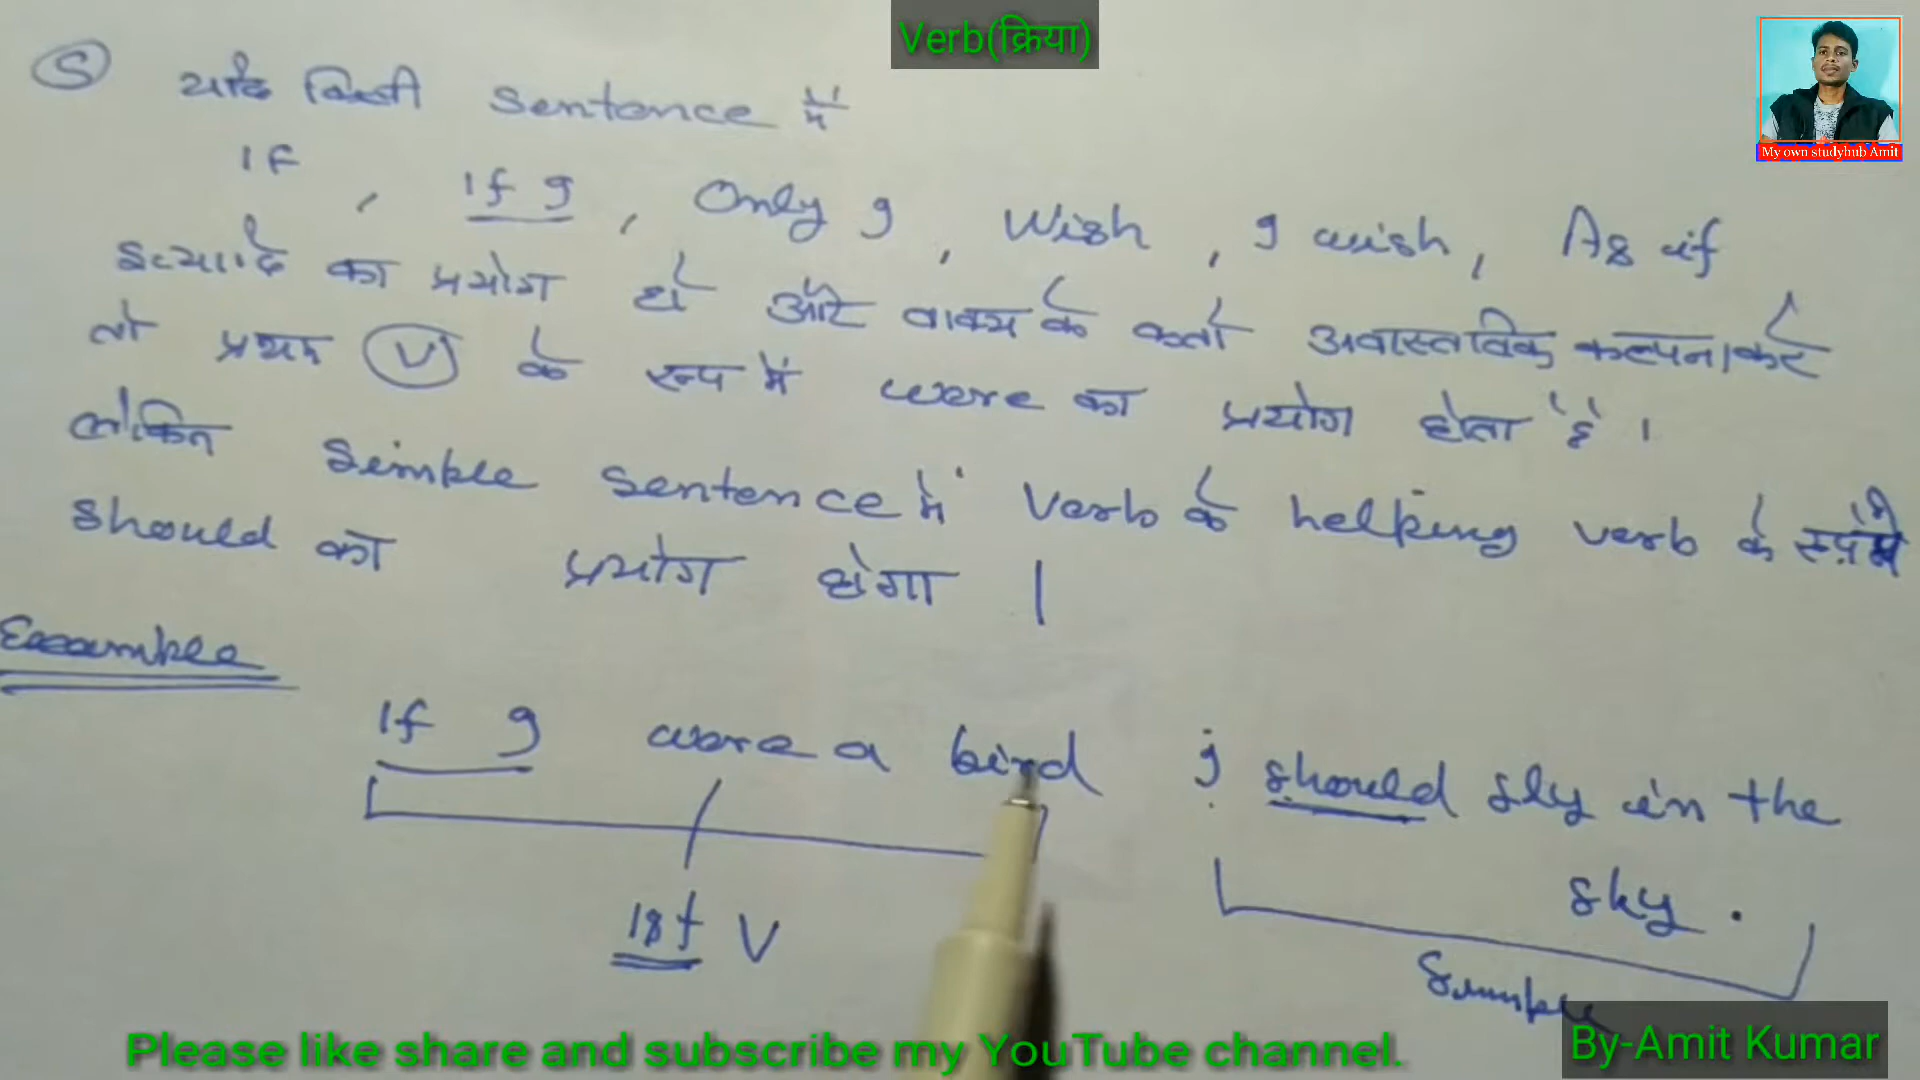 Verb(क्रिया)
My own studyhub Amit
(5) यदि किसी Sentence में
If , If I , Only I , Wish , I wish, As if
इत्यादि का प्रयोग हो और वाक्य के कर्ता अवास्तविक कल्पना करे
तो प्रथम (V) के रूप में were का प्रयोग होता है ।
लेकिन Simple Sentence में Verb के helping verb के रूप में
should का प्रयोग होगा ।
Example
If I were a bird I should fly in the
sky .
1st V
Simple
Please like share and subscribe my YouTube channel.
By-Amit Kumar